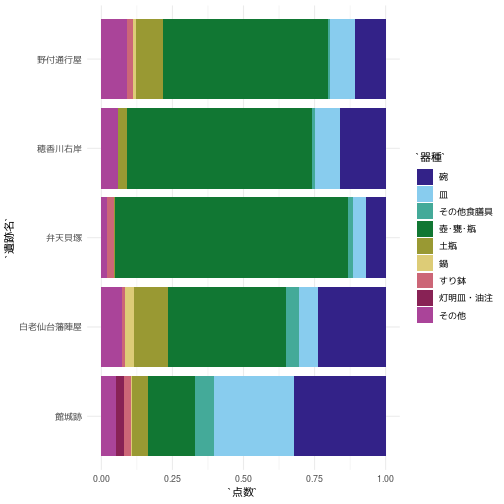 野付通行屋
穂香川右岸
弁天貝塚
白老仙台藩陣屋
館城跡
`遺跡名`
0.00 0.25 0.50 0.75 1.00
`点数`
`器種`
碗
皿
その他食膳具
壺･甕･瓶
土瓶
鍋
すり鉢
灯明皿・油注
その他